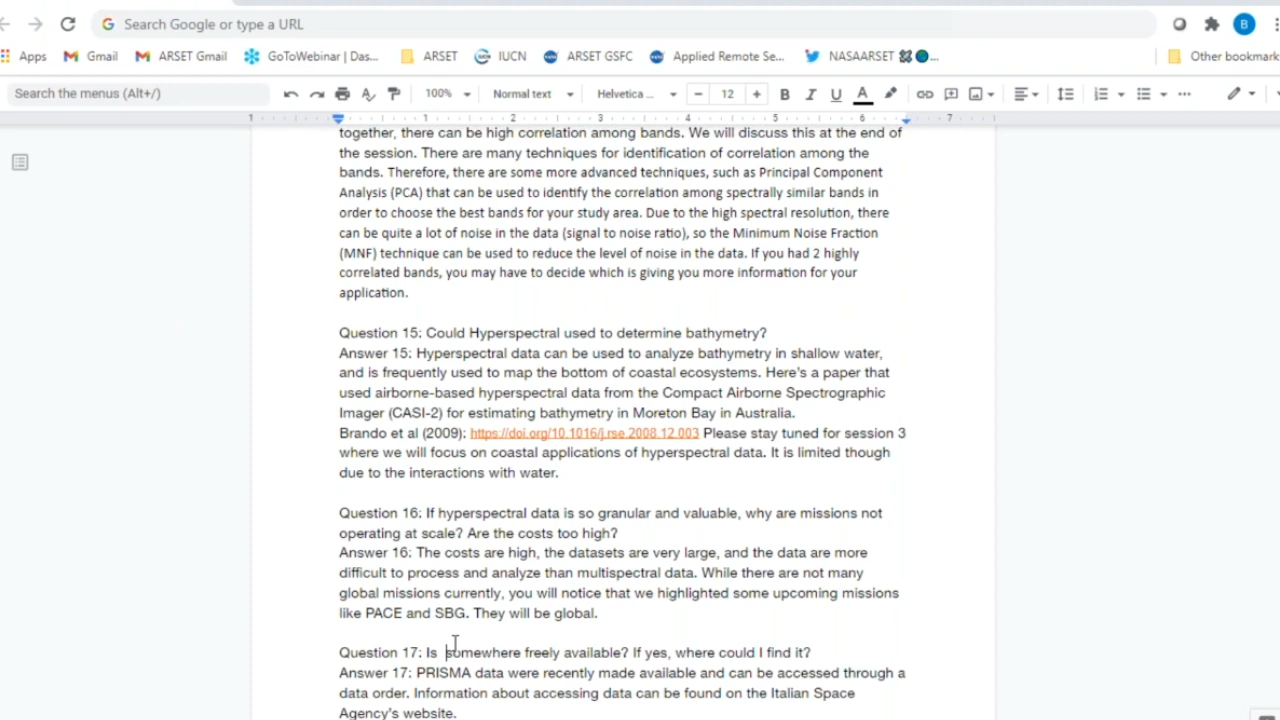 Search Google or type a URL
B
Apps Gmail ARSET Gmail GoToWebinar | Das... ARSET IUCN ARSET GSFC Applied Remote Se... NASAARSET Other bookmark
Search the menus (Alt+/) 100% Normal text Helvetica ... − 12 + B I U A
1 1 2 3 4 5 6 7
together, there can be high correlation among bands. We will discuss this at the end of
the session. There are many techniques for identification of correlation among the
bands. Therefore, there are some more advanced techniques, such as Principal Component
Analysis (PCA) that can be used to identify the correlation among spectrally similar bands in
order to choose the best bands for your study area. Due to the high spectral resolution, there
can be quite a lot of noise in the data (signal to noise ratio), so the Minimum Noise Fraction
(MNF) technique can be used to reduce the level of noise in the data. If you had 2 highly
correlated bands, you may have to decide which is giving you more information for your
application.
Question 15: Could Hyperspectral used to determine bathymetry?
Answer 15: Hyperspectral data can be used to analyze bathymetry in shallow water,
and is frequently used to map the bottom of coastal ecosystems. Here's a paper that
used airborne-based hyperspectral data from the Compact Airborne Spectrographic
Imager (CASI-2) for estimating bathymetry in Moreton Bay in Australia.
Brando et al (2009): https://doi.org/10.1016/j.rse.2008.12.003 Please stay tuned for session 3
where we will focus on coastal applications of hyperspectral data. It is limited though
due to the interactions with water.
Question 16: If hyperspectral data is so granular and valuable, why are missions not
operating at scale? Are the costs too high?
Answer 16: The costs are high, the datasets are very large, and the data are more
difficult to process and analyze than multispectral data. While there are not many
global missions currently, you will notice that we highlighted some upcoming missions
like PACE and SBG. They will be global.
Question 17: Is somewhere freely available? If yes, where could I find it?
Answer 17: PRISMA data were recently made available and can be accessed through a
data order. Information about accessing data can be found on the Italian Space
Agency's website.